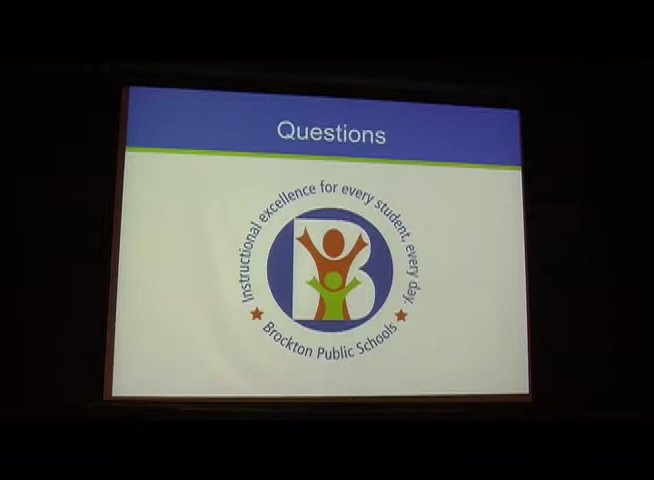 Questions
Instructional excellence for every student, every day.
B
Brockton Public Schools